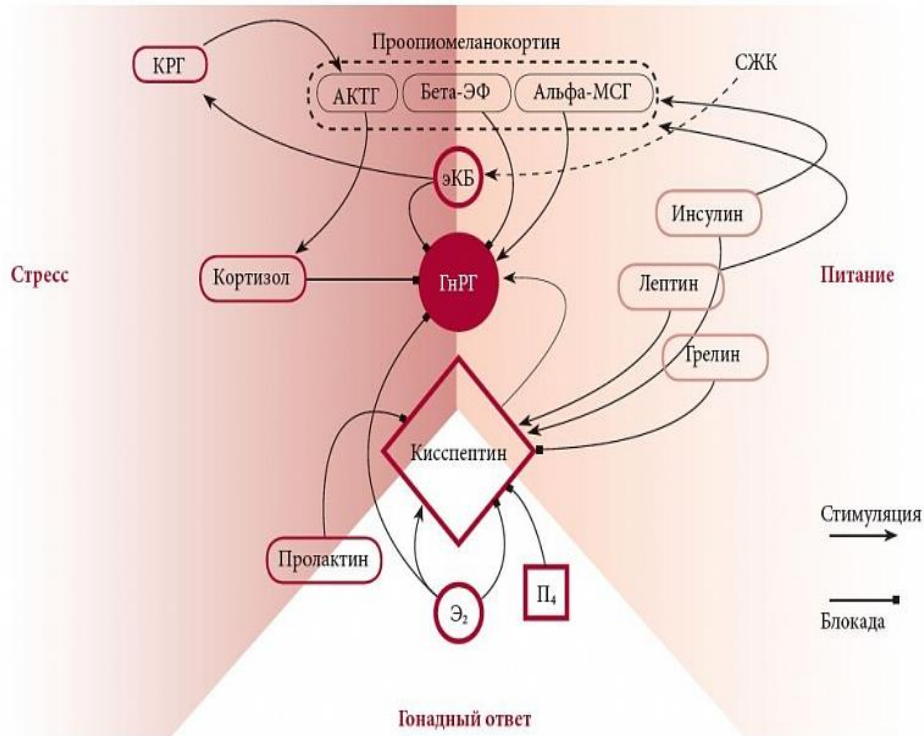 Проопиомеланокортин
КРГ
СЖК
АКТГ
Бета-ЭФ
Альфа-МСГ
эКБ
Инсулин
Стресс
Кортизол
ГнРГ
Лептин
Питание
Грелин
Кисспептин
Стимуляция
Пролактин
Э₂
П₄
Блокада
Гонадный ответ